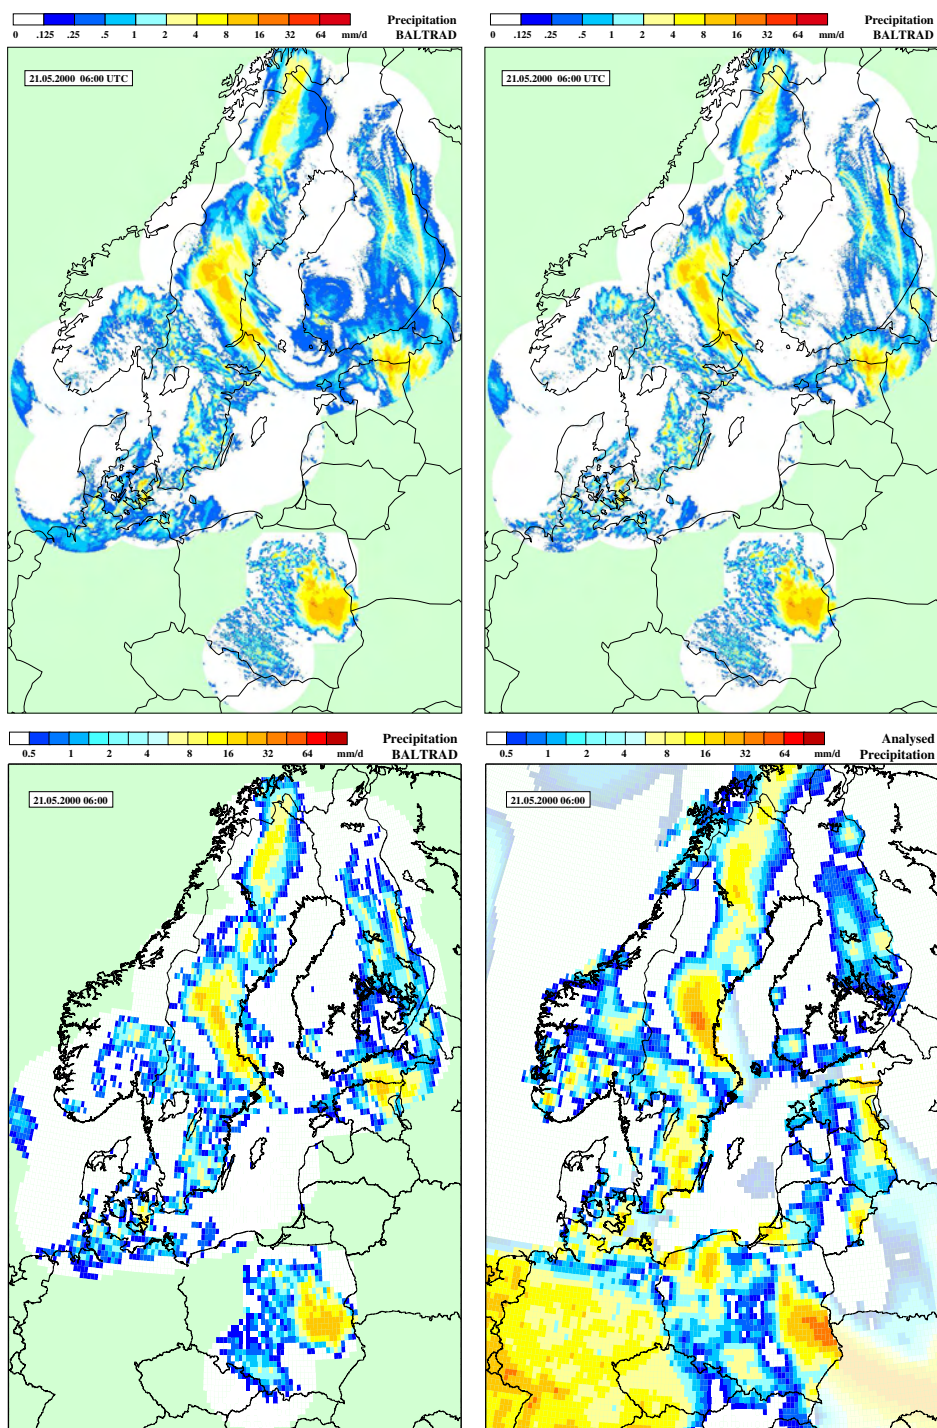 Precipitation
0 .125 .25 .5 1 2 4 8 16 32 64 mm/d BALTRAD
21.05.2000 06:00 UTC
Precipitation
0 .125 .25 .5 1 2 4 8 16 32 64 mm/d BALTRAD
21.05.2000 06:00 UTC
Precipitation
0.5 1 2 4 8 16 32 64 mm/d BALTRAD
21.05.2000 06:00
Analysed
0.5 1 2 4 8 16 32 64 mm/d Precipitation
21.05.2000 06:00